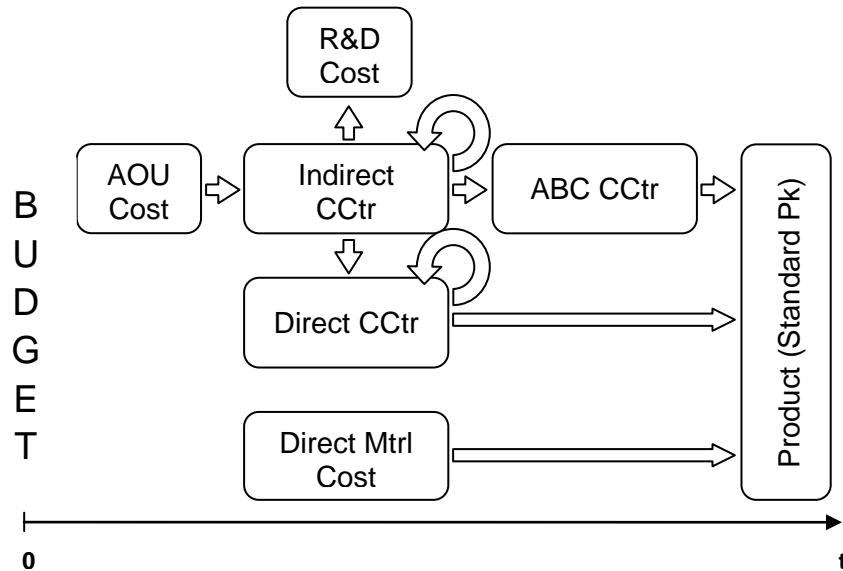 R&D
Cost
AOU
Cost
Indirect
CCtr
ABC CCtr
Direct CCtr
Direct Mtrl
Cost
Product (Standard Pk)
B
U
D
G
E
T
0
t